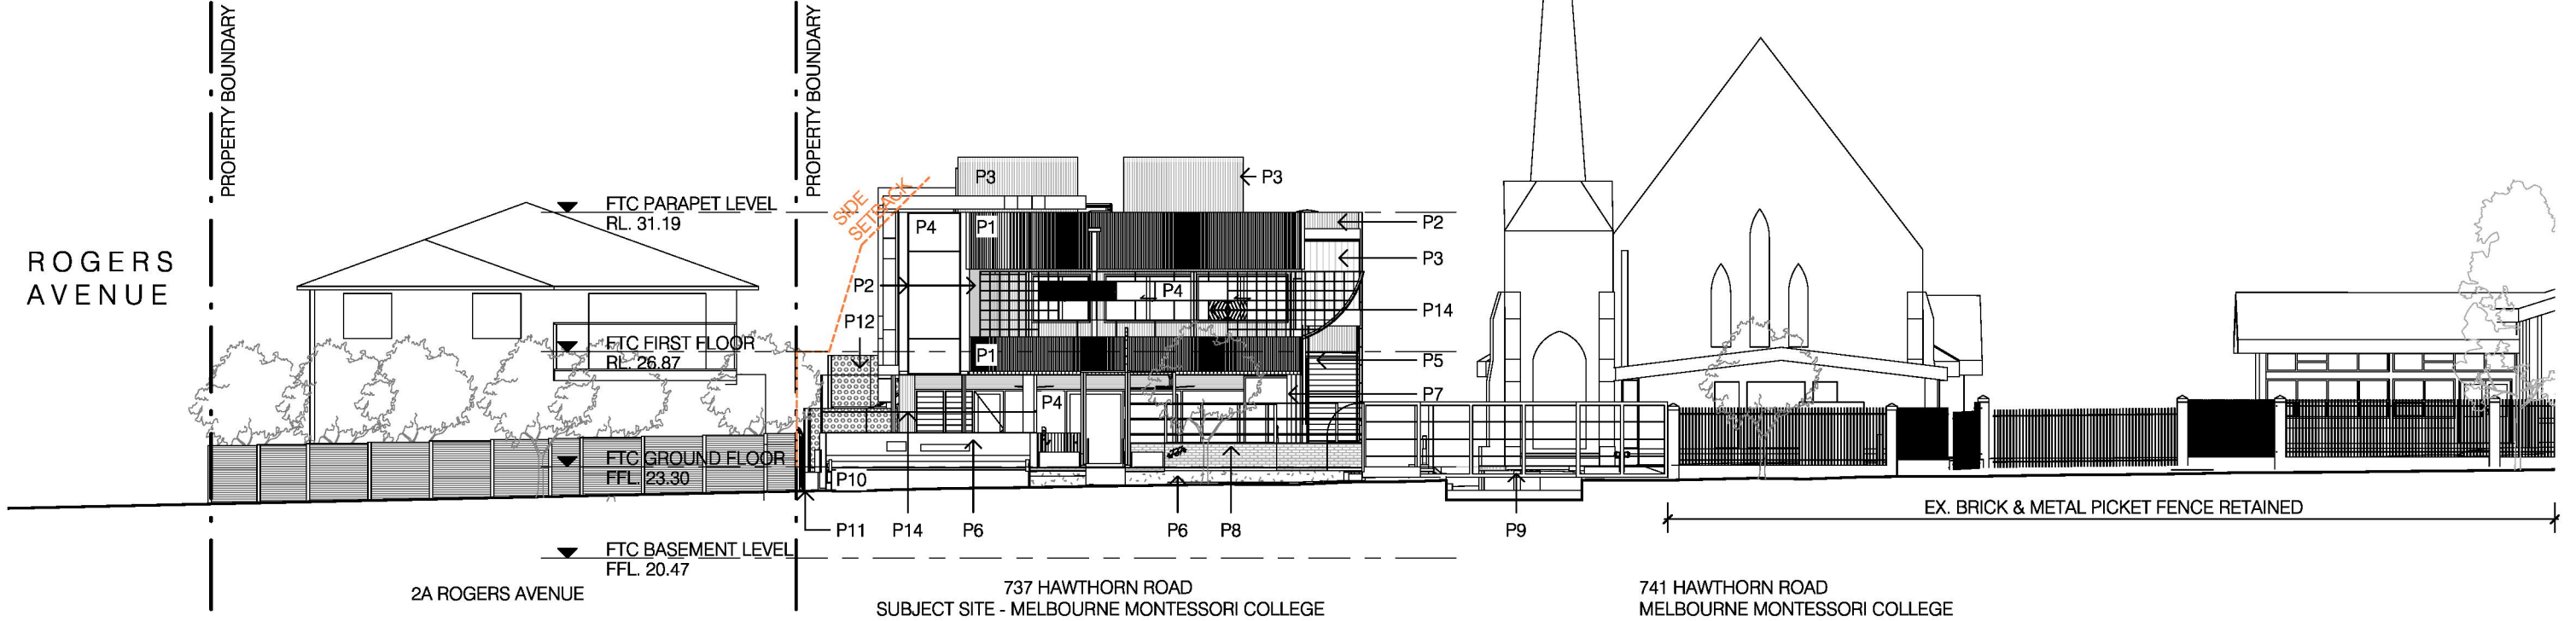 PROPERTY BOUNDARY
PROPERTY BOUNDARY
ROGERS
AVENUE
FTC PARAPET LEVEL
RL. 31.19
SIDE
SETBACK
P3
P3
P4
P1
P2
P3
P2
P4
P14
P12
FTC FIRST FLOOR
RL. 26.87
P1
P5
P7
P4
FTC GROUND FLOOR
FFL. 23.30
P10
P11
P14
P6
P6
P8
P9
EX. BRICK & METAL PICKET FENCE RETAINED
FTC BASEMENT LEVEL
FFL. 20.47
2A ROGERS AVENUE
737 HAWTHORN ROAD
SUBJECT SITE - MELBOURNE MONTESSORI COLLEGE
741 HAWTHORN ROAD
MELBOURNE MONTESSORI COLLEGE